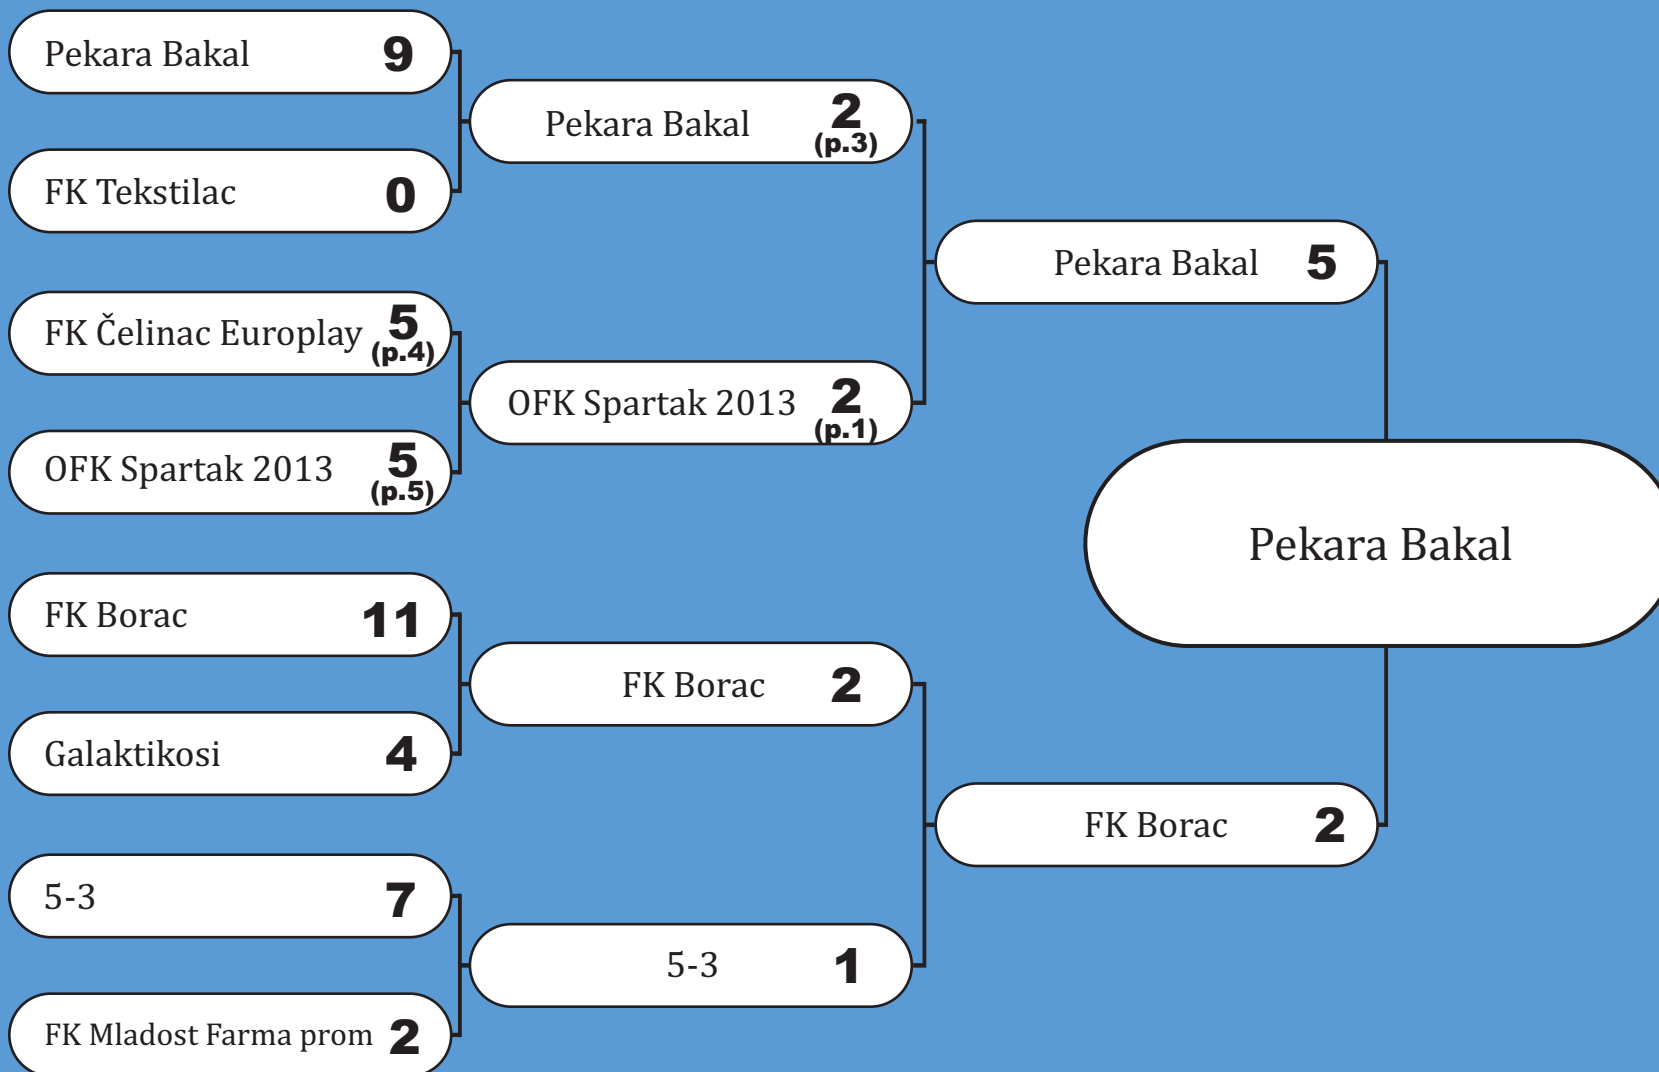 Pekara Bakal 9
FK Tekstilac 0
FK Čelinac Europlay 5
(p.4)
OFK Spartak 2013 5
(p.5)
FK Borac 11
Galaktikosi 4
5-3 7
FK Mladost Farma prom 2
Pekara Bakal 2
(p.3)
OFK Spartak 2013 2
(p.1)
FK Borac 2
5-3 1
Pekara Bakal 5
FK Borac 2
Pekara Bakal